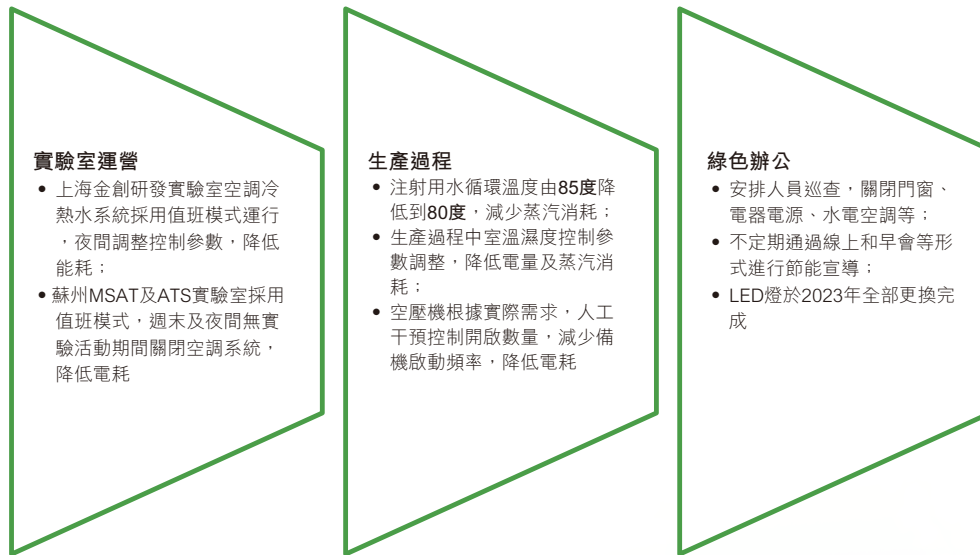 實驗室運營
• 上海金創研發實驗室空調冷
熱水系統採用值班模式運行
，夜間調整控制參數，降低
能耗；
• 蘇州MSAT及ATS實驗室採用
值班模式，週末及夜間無實
驗活動期間關閉空調系統，
降低電耗
生產過程
• 注射用水循環溫度由85度降
低到80度，減少蒸汽消耗；
• 生產過程中室溫濕度控制參
數調整，降低電量及蒸汽消
耗；
• 空壓機根據實際需求，人工
干預控制開啟數量，減少備
機啟動頻率，降低電耗
綠色辦公
• 安排人員巡查，關閉門窗、
電器電源、水電空調等；
• 不定期通過線上和早會等形
式進行節能宣導；
• LED燈於2023年全部更換完
成